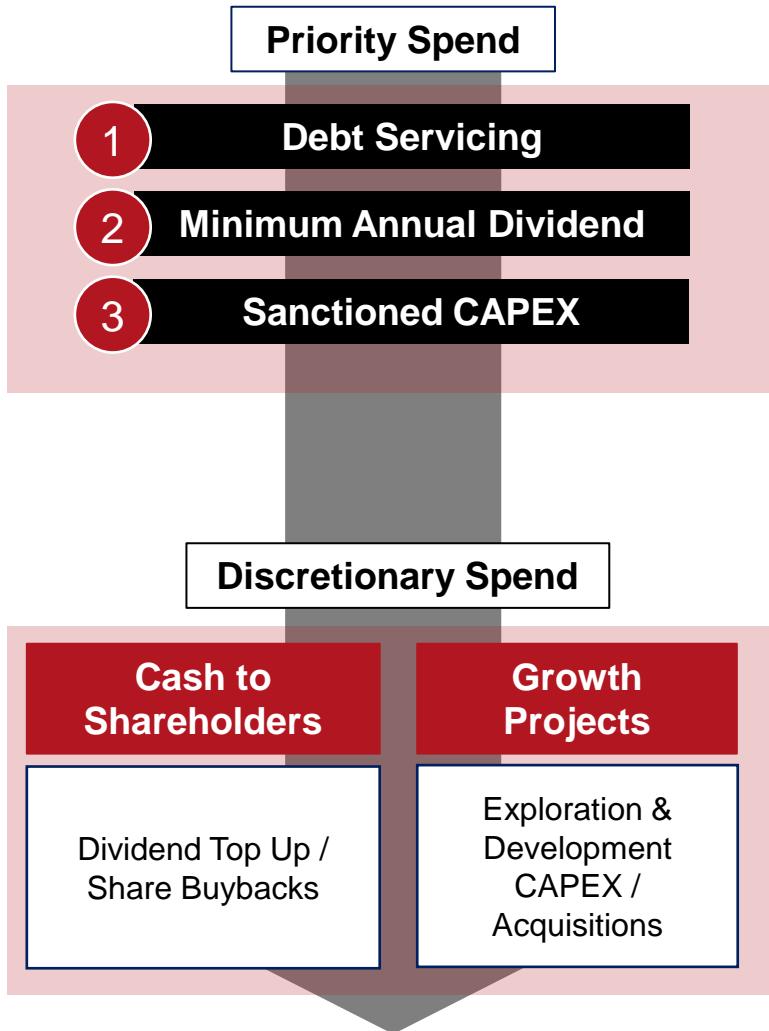 Priority Spend
1 Debt Servicing
2 Minimum Annual Dividend
3 Sanctioned CAPEX
Discretionary Spend
Cash to
Shareholders
Dividend Top Up /
Share Buybacks
Growth
Projects
Exploration &
Development
CAPEX /
Acquisitions